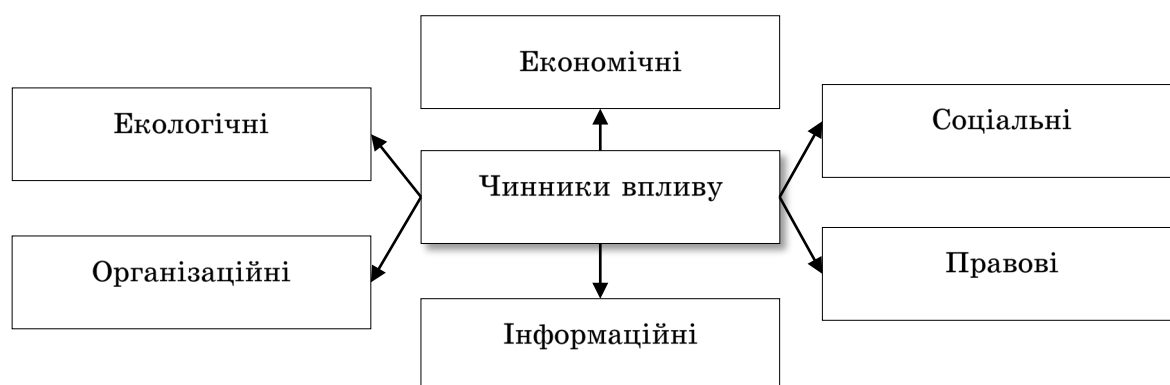 Економічні
Екологічні
Соціальні
Чинники впливу
Організаційні
Правові
Інформаційні